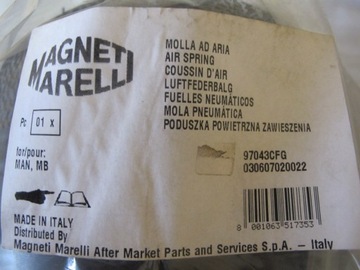 MAGNETI
MARELLI
MOLLA AD ARIA
AIR SPRING
COUSSIN D'AIR
LUFTFEDERBALG
FUELLES NEUMÁTICOS
MOLA PNEUMÁTICA
PODUSZKA POWIETRZNA ZAWIESZENIA
Pc 01 x
for/pour:
MAN, MB
97043CFG
030607020022
8 001063 517353
MADE IN ITALY
Distributed By
Magneti Marelli After Market Parts and Services S.p.A. - Italy